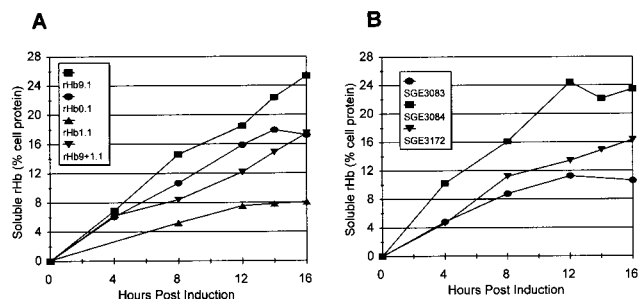 A
Soluble rHb (% cell protein)
28
24
20
16
12
8
4
0
rHb9.1
rHb0.1
rHb1.1
rHb9+1.1
0 4 8 12 16
Hours Post Induction
B
Soluble rHb (% cell protein)
28
24
20
16
12
8
4
0
SGE3083
SGE3084
SGE3172
0 4 8 12 16
Hours Post Induction